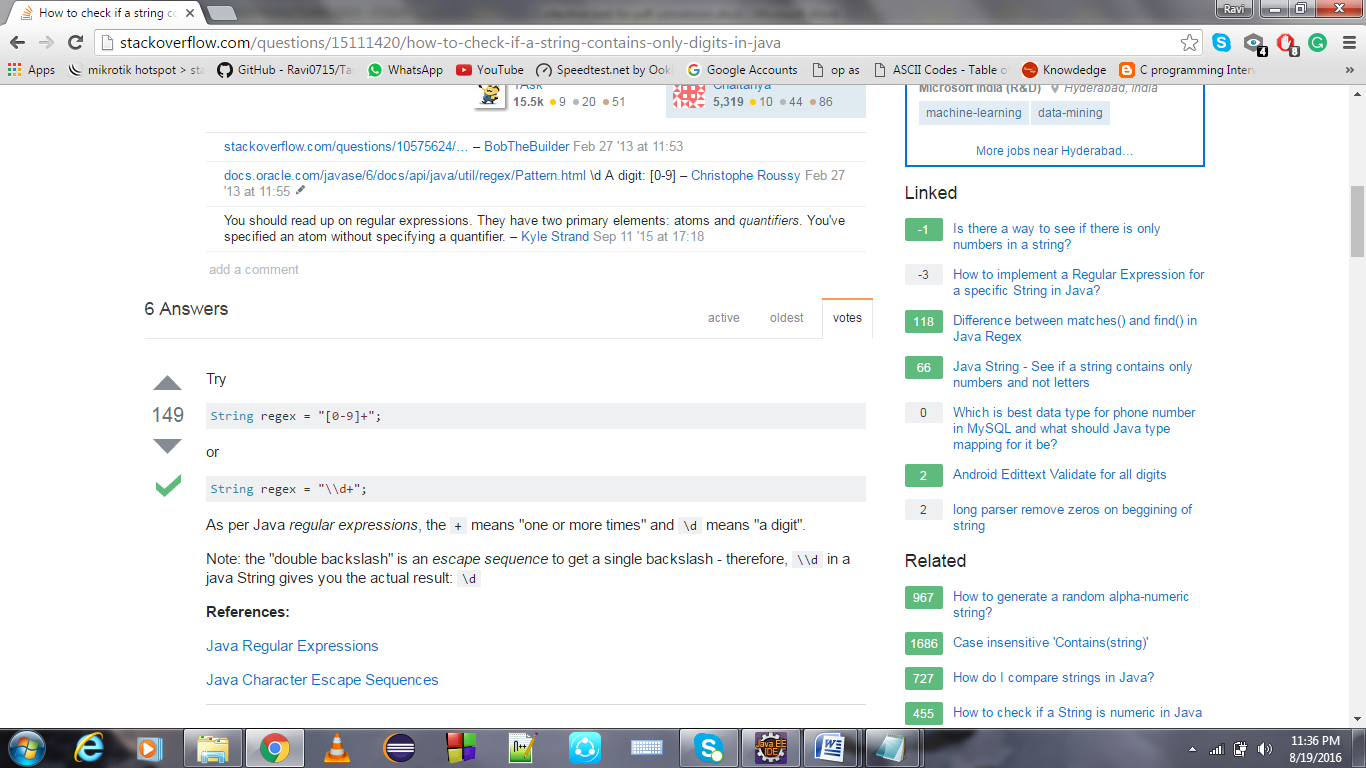 How to check if a string co
Ravi
stackoverflow.com/questions/15111420/how-to-check-if-a-string-contains-only-digits-in-java
4
8
Apps
mikrotik hotspot > sta
GitHub - Ravi0715/Ta
WhatsApp
YouTube
Speedtest.net by Ook
Google Accounts
op as
ASCII Codes - Table o
Knowdedge
C programming Inter
»
TAsk
15.5k 9 20 51
Chaitanya
5,319 10 44 86
stackoverflow.com/questions/10575624/… – BobTheBuilder Feb 27 '13 at 11:53
docs.oracle.com/javase/6/docs/api/java/util/regex/Pattern.html \d A digit: [0-9] – Christophe Roussy Feb 27
'13 at 11:55
You should read up on regular expressions. They have two primary elements: atoms and quantifiers. You've
specified an atom without specifying a quantifier. – Kyle Strand Sep 11 '15 at 17:18
add a comment
6 Answers
active
oldest
votes
149
Try
String regex = "[0-9]+";
or
String regex = "\\d+";
As per Java regular expressions, the + means "one or more times" and \d means "a digit".
Note: the "double backslash" is an escape sequence to get a single backslash - therefore, \\d in a
java String gives you the actual result: \d
References:
Java Regular Expressions
Java Character Escape Sequences
Microsoft India (R&D) Hyderabad, India
machine-learning
data-mining
More jobs near Hyderabad…
Linked
-1 Is there a way to see if there is only
numbers in a string?
-3 How to implement a Regular Expression for
a specific String in Java?
118 Difference between matches() and find() in
Java Regex
66 Java String - See if a string contains only
numbers and not letters
0 Which is best data type for phone number
in MySQL and what should Java type
mapping for it be?
2 Android Edittext Validate for all digits
2 long parser remove zeros on beggining of
string
Related
967 How to generate a random alpha-numeric
string?
1686 Case insensitive 'Contains(string)'
727 How do I compare strings in Java?
455 How to check if a String is numeric in Java
N++
Java EE
IDE
11:36 PM
8/19/2016